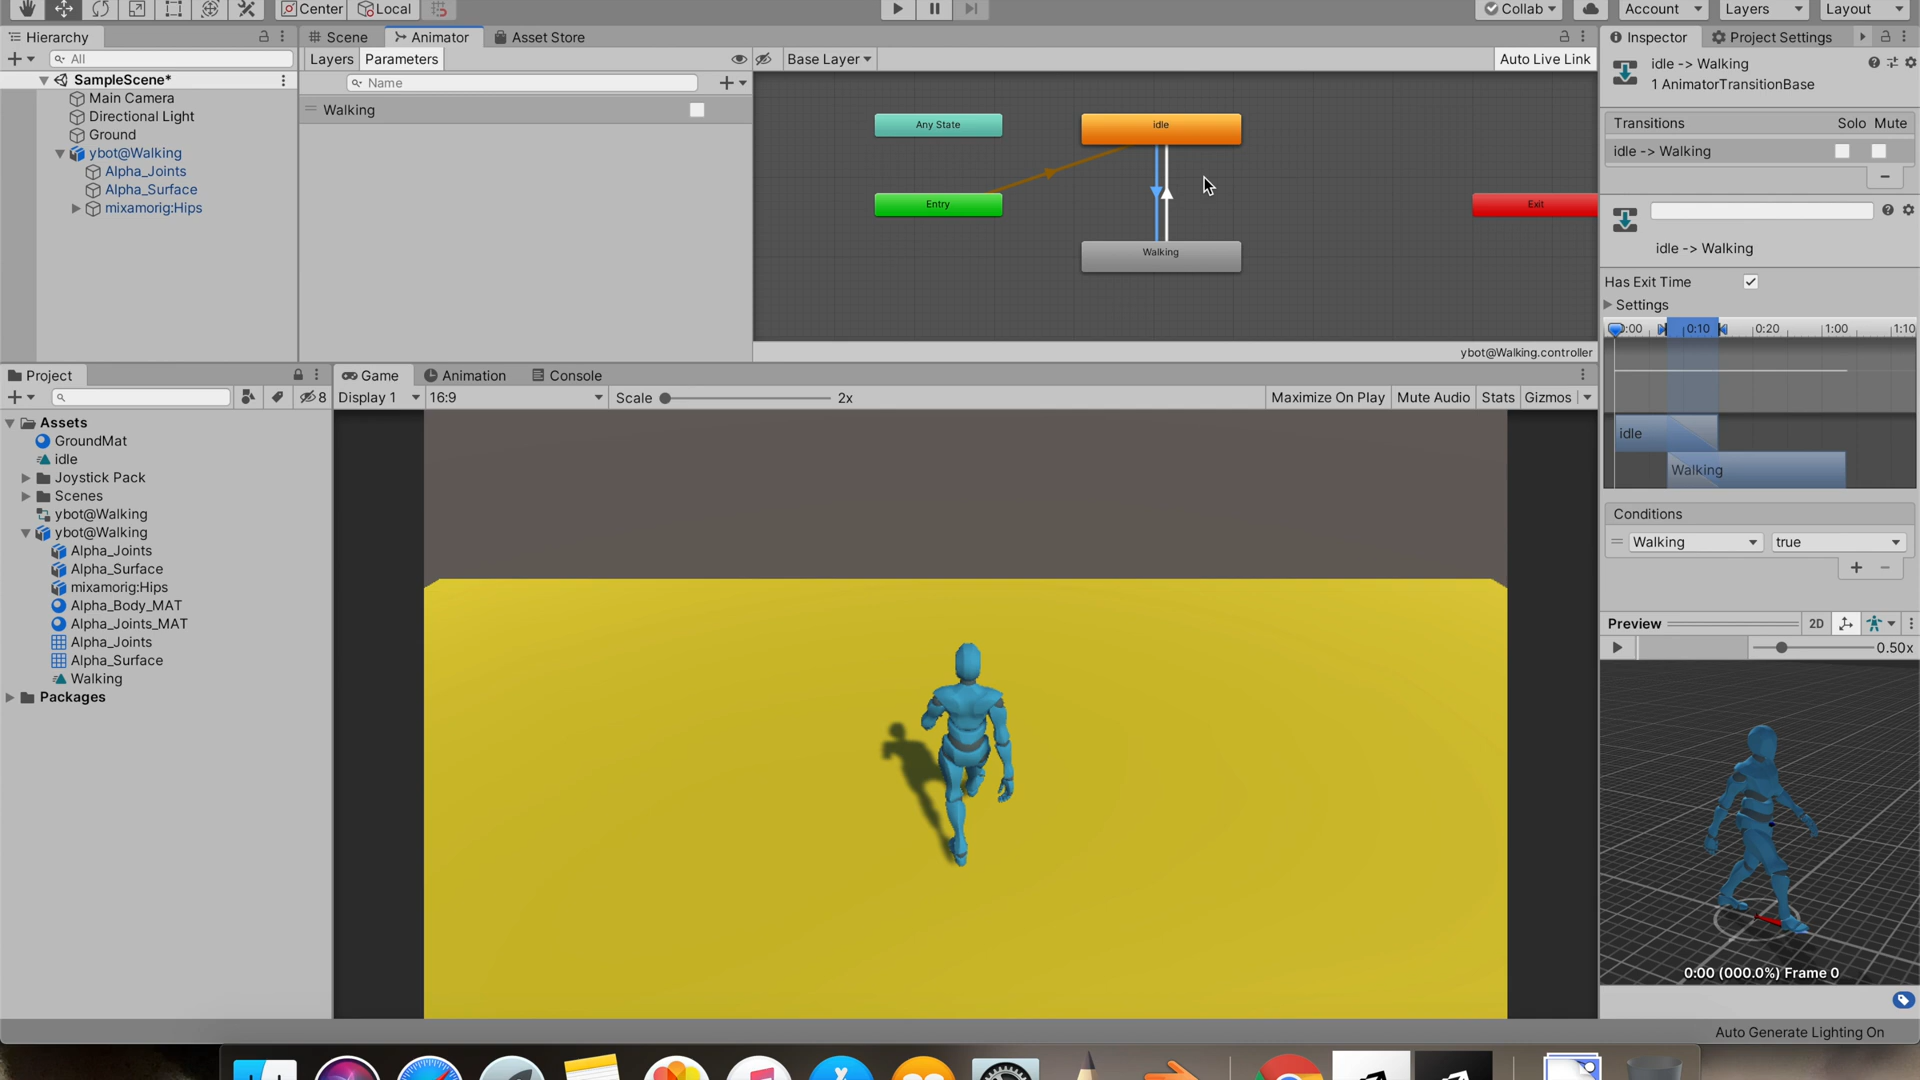 Center
Local
Collab
Account
Layers
Layout
Hierarchy
All
SampleScene*
Main Camera
Directional Light
Ground
ybot@Walking
Alpha_Joints
Alpha_Surface
mixamorig:Hips
Scene
Animator
Asset Store
Layers
Parameters
Base Layer
Auto Live Link
Name
Walking
Any State
idle
Entry
Exit
Walking
ybot@Walking.controller
Inspector
Project Settings
idle -> Walking
1 AnimatorTransitionBase
Transitions Solo Mute
idle -> Walking
idle -> Walking
Has Exit Time
Settings
:00 0:10 0:20 1:00 1:10
idle
Walking
Conditions
Walking true
Preview 2D
0.50x
0:00 (000.0%) Frame 0
Project
8
Assets
GroundMat
idle
Joystick Pack
Scenes
ybot@Walking
ybot@Walking
Alpha_Joints
Alpha_Surface
mixamorig:Hips
Alpha_Body_MAT
Alpha_Joints_MAT
Alpha_Joints
Alpha_Surface
Walking
Packages
Game
Animation
Console
Display 1
16:9
Scale 2x
Maximize On Play
Mute Audio
Stats
Gizmos
Auto Generate Lighting On